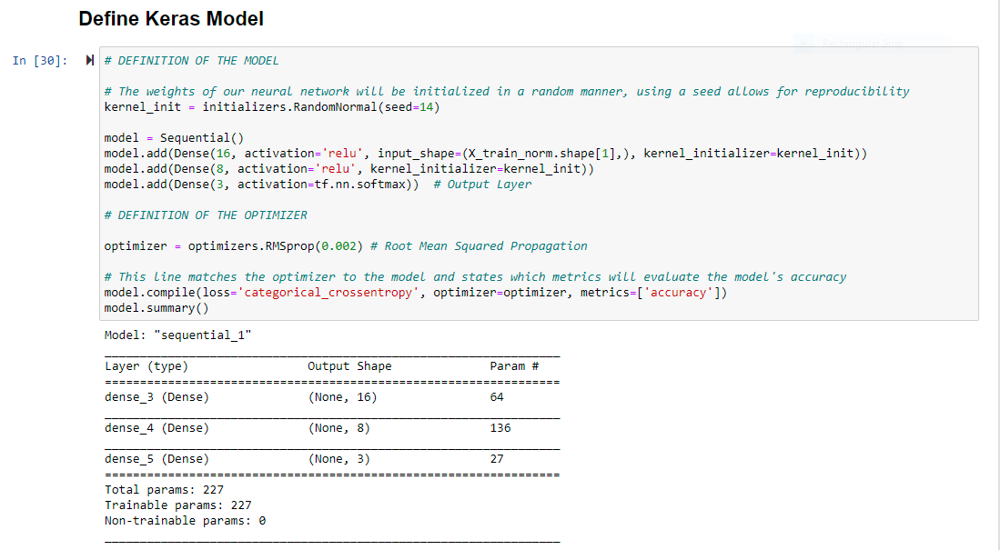 Define Keras Model
In [30]:
# DEFINITION OF THE MODEL
# The weights of our neural network will be initialized in a random manner, using a seed allows for reproducibility
kernel_init = initializers.RandomNormal(seed=14)
model = Sequential()
model.add(Dense(16, activation='relu', input_shape=(X_train_norm.shape[1],), kernel_initializer=kernel_init))
model.add(Dense(8, activation='relu', kernel_initializer=kernel_init))
model.add(Dense(3, activation=tf.nn.softmax))  # Output Layer
# DEFINITION OF THE OPTIMIZER
optimizer = optimizers.RMSprop(0.002) # Root Mean Squared Propagation
# This line matches the optimizer to the model and states which metrics will evaluate the model's accuracy
model.compile(loss='categorical_crossentropy', optimizer=optimizer, metrics=['accuracy'])
model.summary()
Model: "sequential_1"
Layer (type) Output Shape Param #
dense_3 (Dense) (None, 16) 64
dense_4 (Dense) (None, 8) 136
dense_5 (Dense) (None, 3) 27
Total params: 227
Trainable params: 227
Non-trainable params: 0